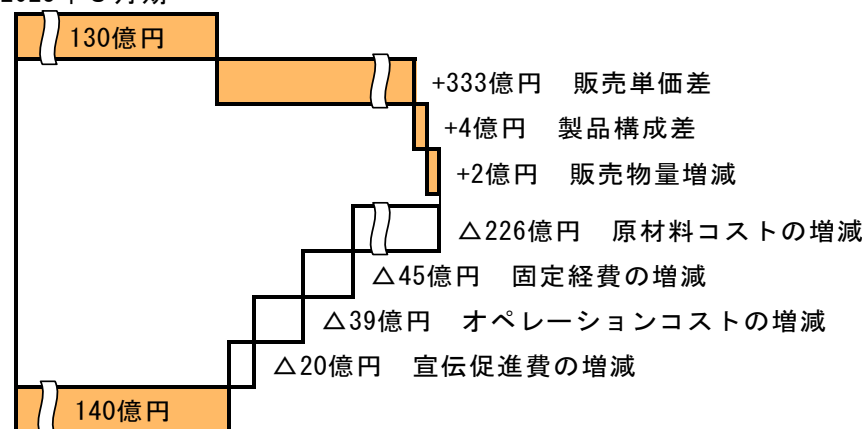 130億円
+333億円 販売単価差
+4億円 製品構成差
+2億円 販売物量増減
△226億円 原材料コストの増減
△45億円 固定経費の増減
△39億円 オペレーションコストの増減
△20億円 宣伝促進費の増減
140億円